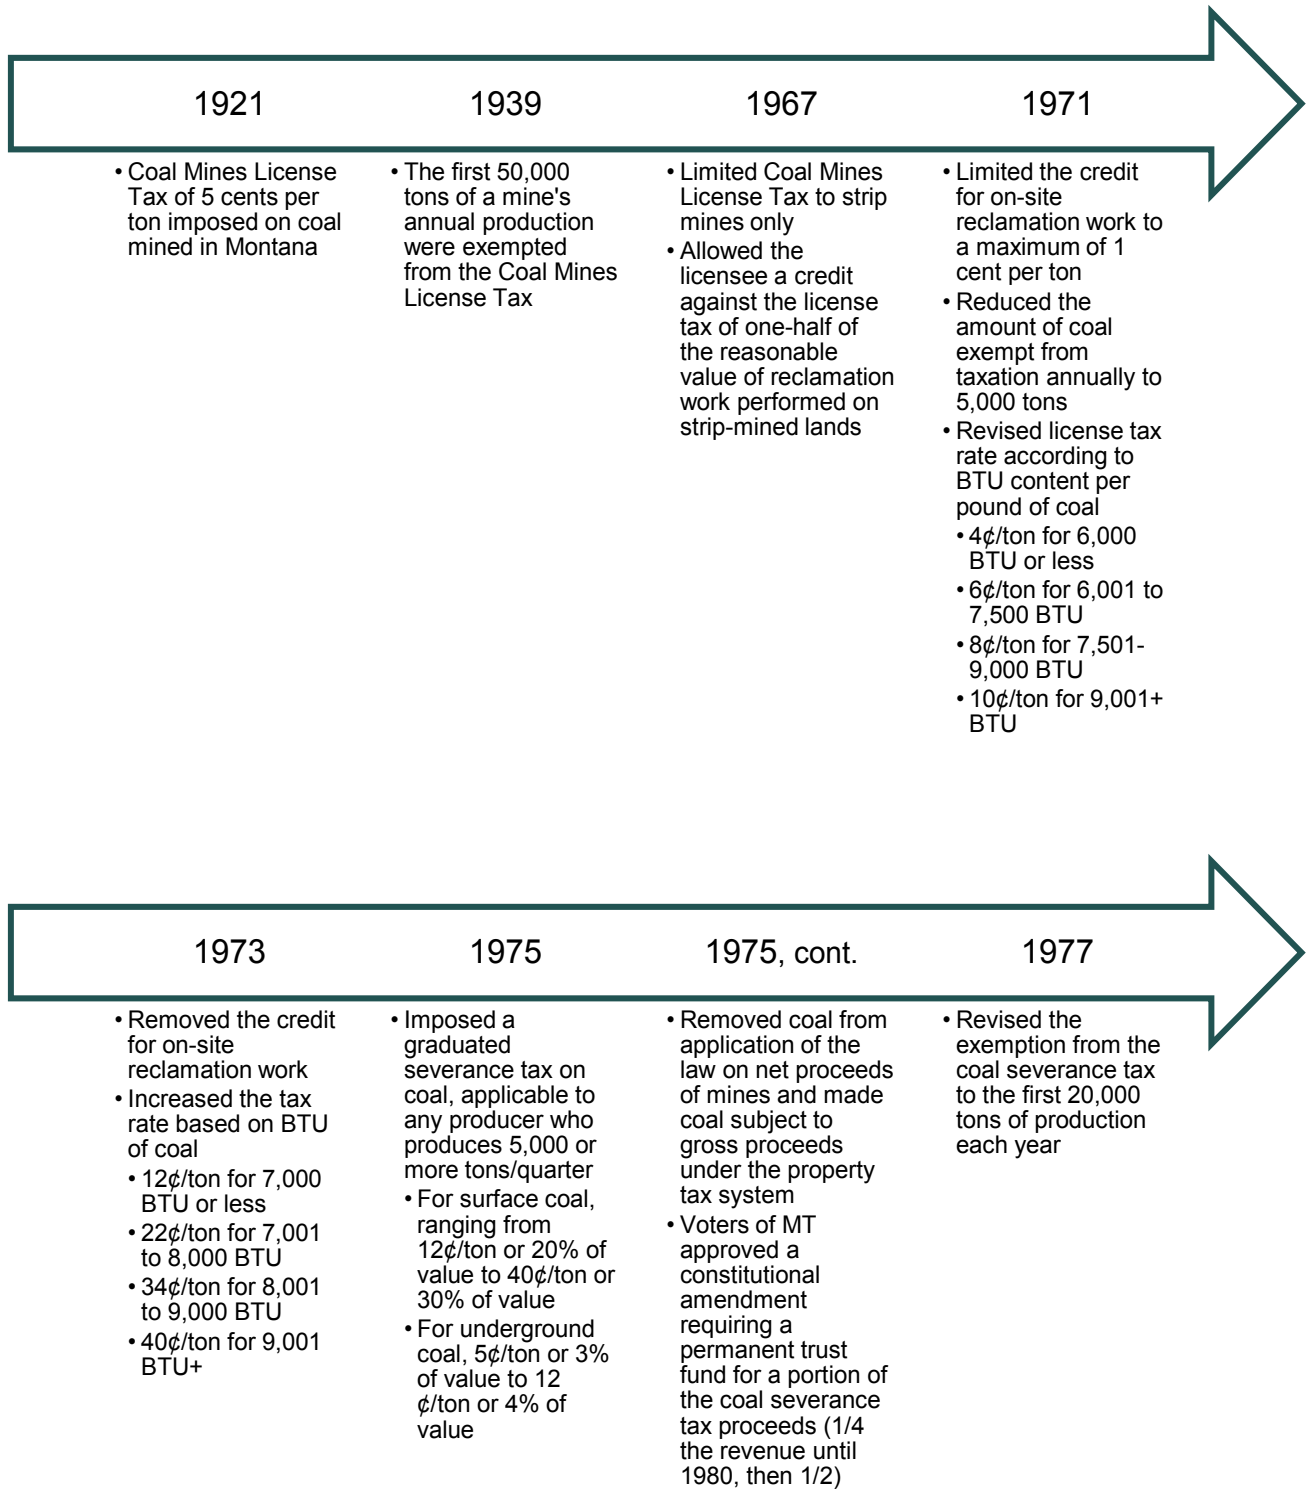 1921
1939
1967
1971
• Coal Mines License
Tax of 5 cents per
ton imposed on coal
mined in Montana
• The first 50,000
tons of a mine's
annual production
were exempted
from the Coal Mines
License Tax
• Limited Coal Mines
License Tax to strip
mines only
• Allowed the
licensee a credit
against the license
tax of one-half of
the reasonable
value of reclamation
work performed on
strip-mined lands
• Limited the credit
for on-site
reclamation work to
a maximum of 1
cent per ton
• Reduced the
amount of coal
exempt from
taxation annually to
5,000 tons
• Revised license tax
rate according to
BTU content per
pound of coal
• 4¢/ton for 6,000
BTU or less
• 6¢/ton for 6,001 to
7,500 BTU
• 8¢/ton for 7,501-
9,000 BTU
• 10¢/ton for 9,001+
BTU
1973
1975
1975, cont.
1977
• Removed the credit
for on-site
reclamation work
• Increased the tax
rate based on BTU
of coal
• 12¢/ton for 7,000
BTU or less
• 22¢/ton for 7,001
to 8,000 BTU
• 34¢/ton for 8,001
to 9,000 BTU
• 40¢/ton for 9,001
BTU+
• Imposed a
graduated
severance tax on
coal, applicable to
any producer who
produces 5,000 or
more tons/quarter
• For surface coal,
ranging from
12¢/ton or 20% of
value to 40¢/ton or
30% of value
• For underground
coal, 5¢/ton or 3%
of value to 12
¢/ton or 4% of
value
• Removed coal from
application of the
law on net proceeds
of mines and made
coal subject to
gross proceeds
under the property
tax system
• Voters of MT
approved a
constitutional
amendment
requiring a
permanent trust
fund for a portion of
the coal severance
tax proceeds (1/4
the revenue until
1980, then 1/2)
• Revised the
exemption from the
coal severance tax
to the first 20,000
tons of production
each year